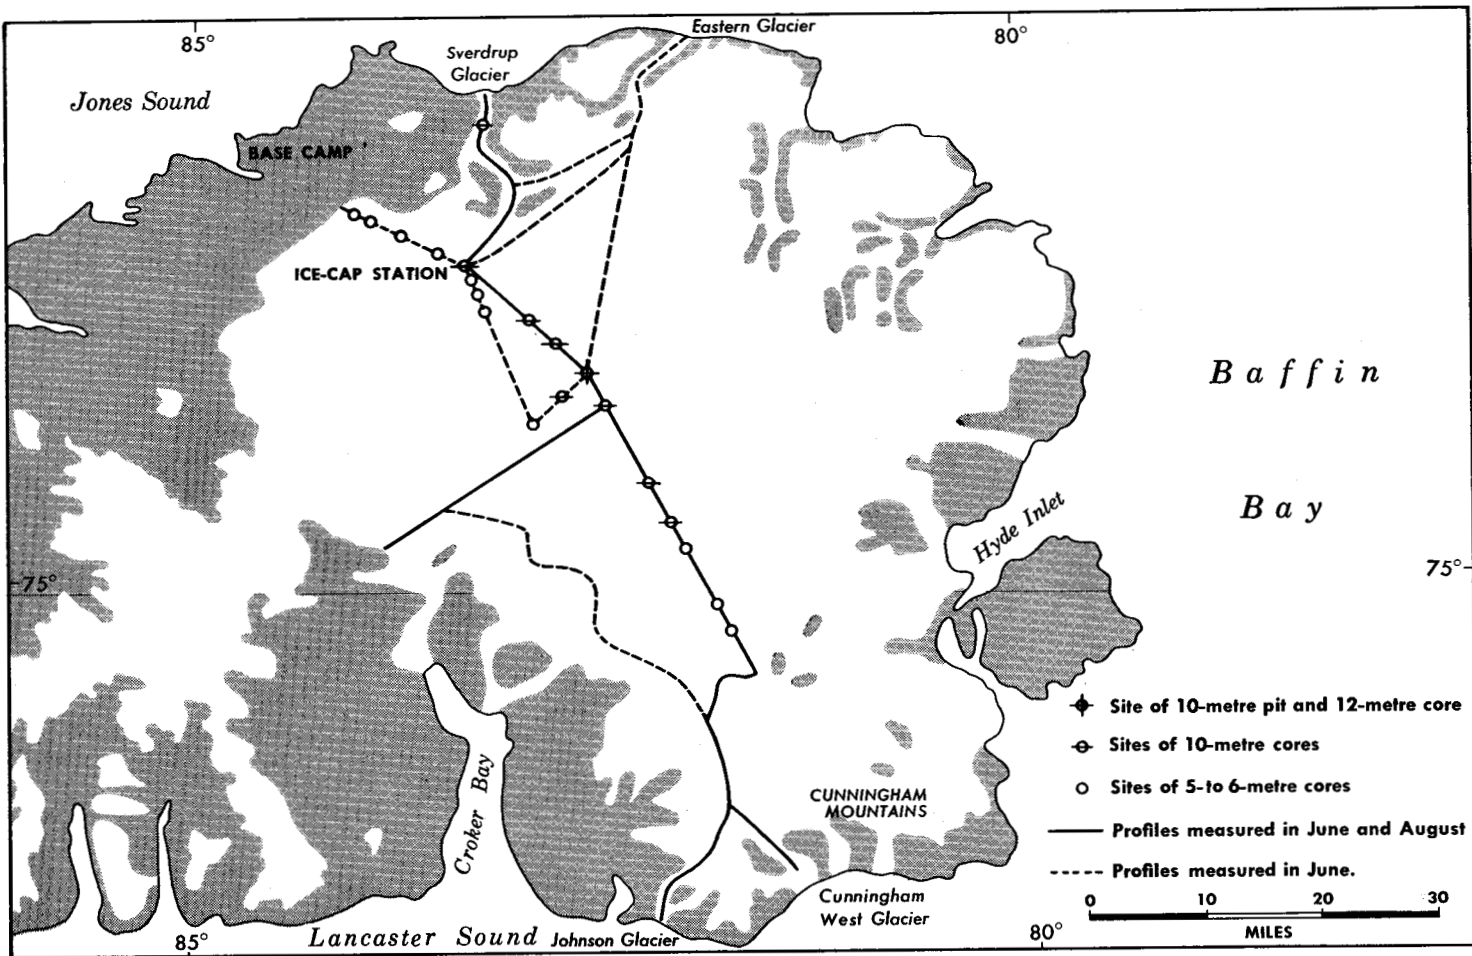 85°
Eastern Glacier
80°
Sverdrup
Glacier
Jones Sound
BASE CAMP
ICE-CAP STATION
Baffin
Bay
Hyde Inlet
75°
75°
Site of 10-metre pit and 12-metre core
Sites of 10-metre cores
Sites of 5-to 6-metre cores
Profiles measured in June and August
Profiles measured in June.
0 10 20 30
MILES
CUNNINGHAM
MOUNTAINS
Croker Bay
Cunningham
West Glacier
85°
Lancaster Sound
Johnson Glacier
80°